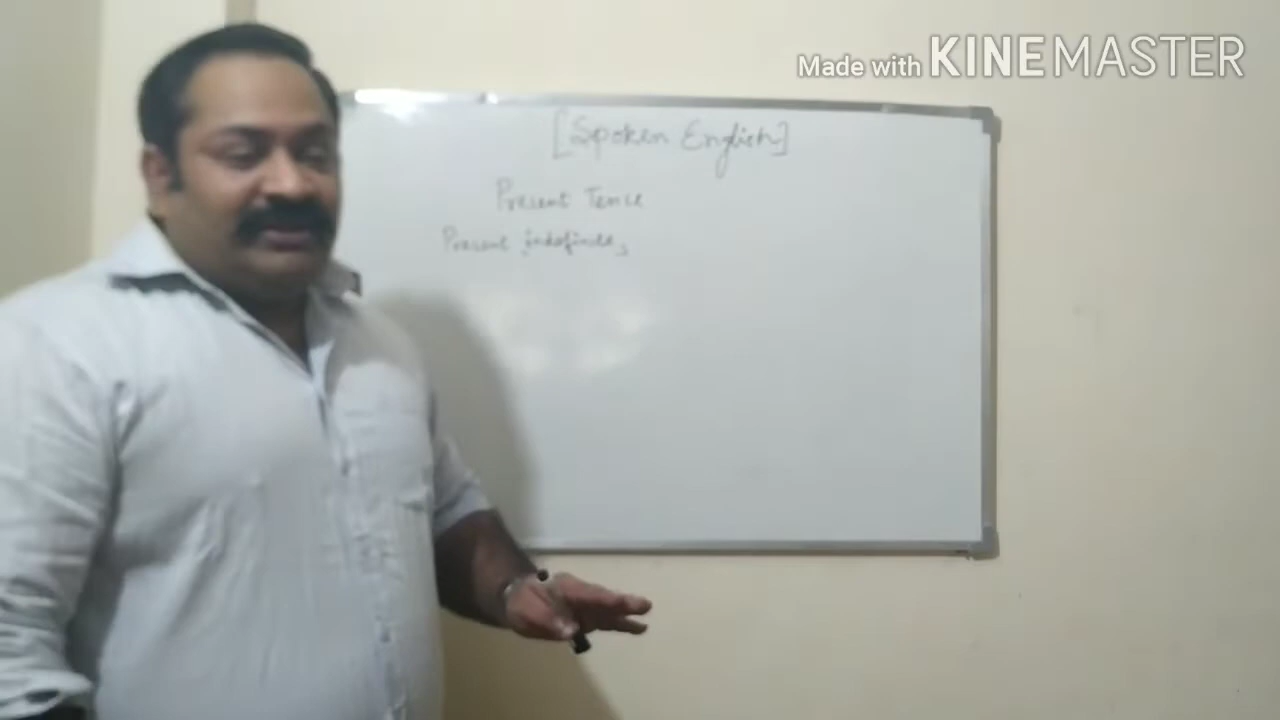 Made with KINEMASTER
[Spoken English]
Present Tence
Present indefinite,